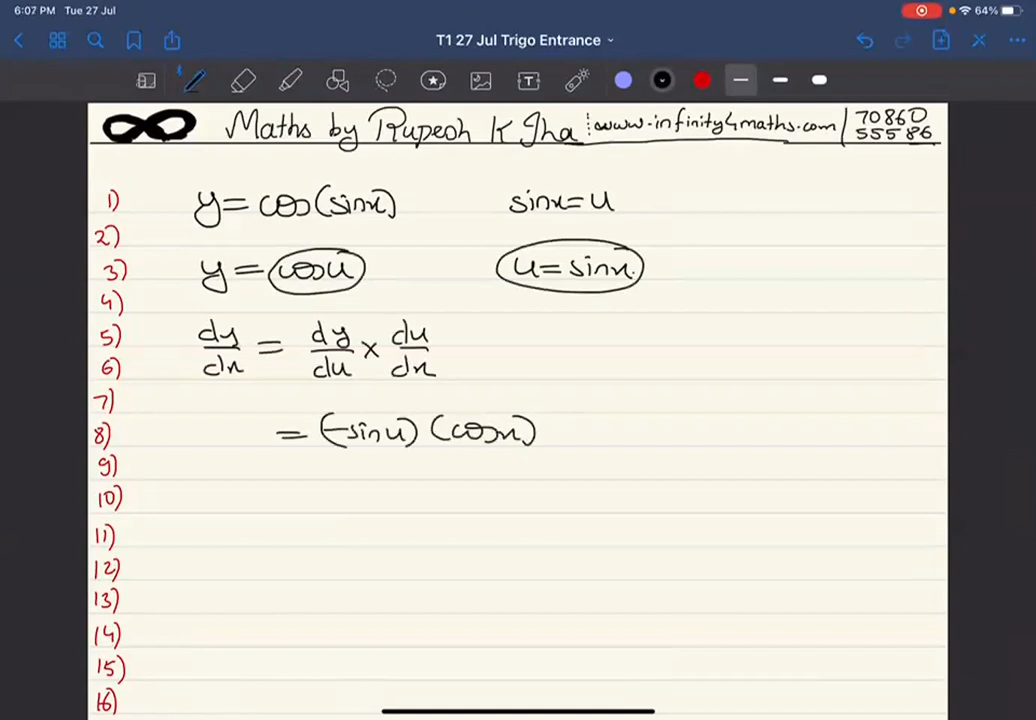 6:07 PM Tue 27 Jul 64%
T1 27 Jul Trigo Entrance
Maths by Rupesh K Jha www.infinity4maths.com 70860 55586
1) y = cos(sinx) sinx = u
2)
3) y = cosu u = sinx.
4)
5) dy/dx = dy/du × du/dx
6)
7)
8) = (-sinu) (cosx)
9)
10)
11)
12)
13)
14)
15)
16)